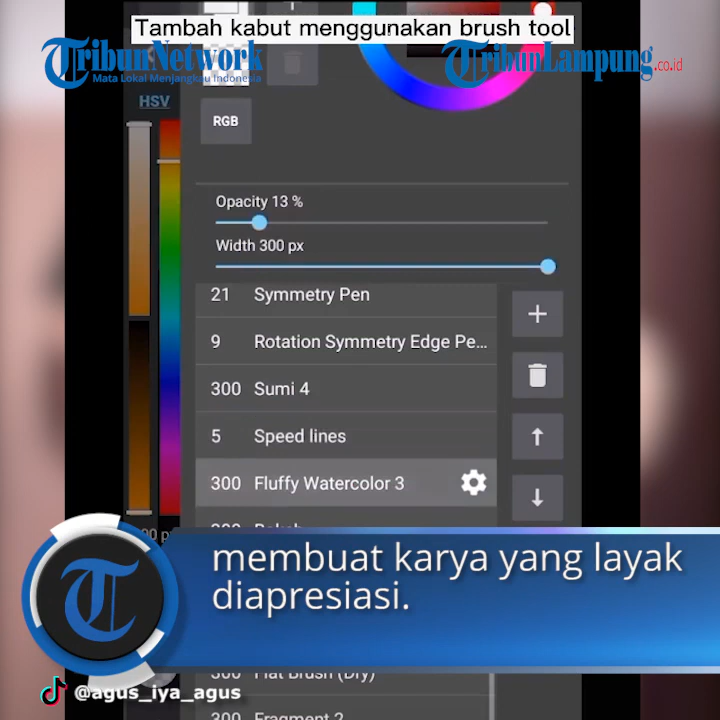 Tambah kabut menggunakan brush tool
TribunNetwork
Mata Lokal Menjangkau Indonesia
TribunLampung.co.id
HSV
RGB
Opacity 13 %
Width 300 px
21 Symmetry Pen
9 Rotation Symmetry Edge Pe...
300 Sumi 4
5 Speed lines
300 Fluffy Watercolor 3
membuat karya yang layak
diapresiasi.
T
300 Flat Brush (Dry)
@agus_iya_agus
300 Fragment 2